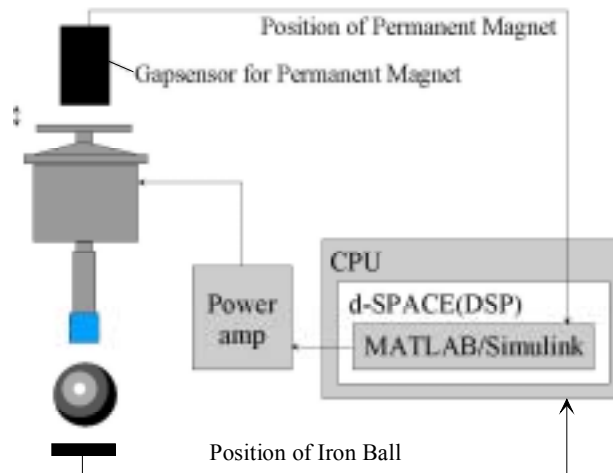 Position of Permanent Magnet
Gapsensor for Permanent Magnet
CPU
d-SPACE(DSP)
Power
amp
MATLAB/Simulink
Position of Iron Ball